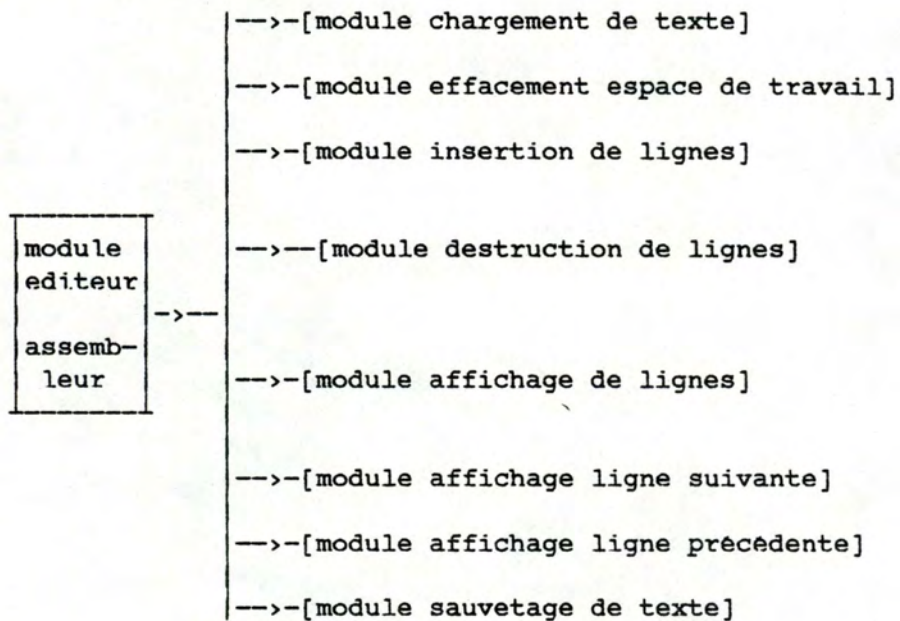 -->-[module chargement de texte]
-->-[module effacement espace de travail]
-->-[module insertion de lignes]
module
editeur
assemb-
leur
->--
-->--[module destruction de lignes]
-->-[module affichage de lignes]
-->-[module affichage ligne suivante]
-->-[module affichage ligne précédente]
-->-[module sauvetage de texte]